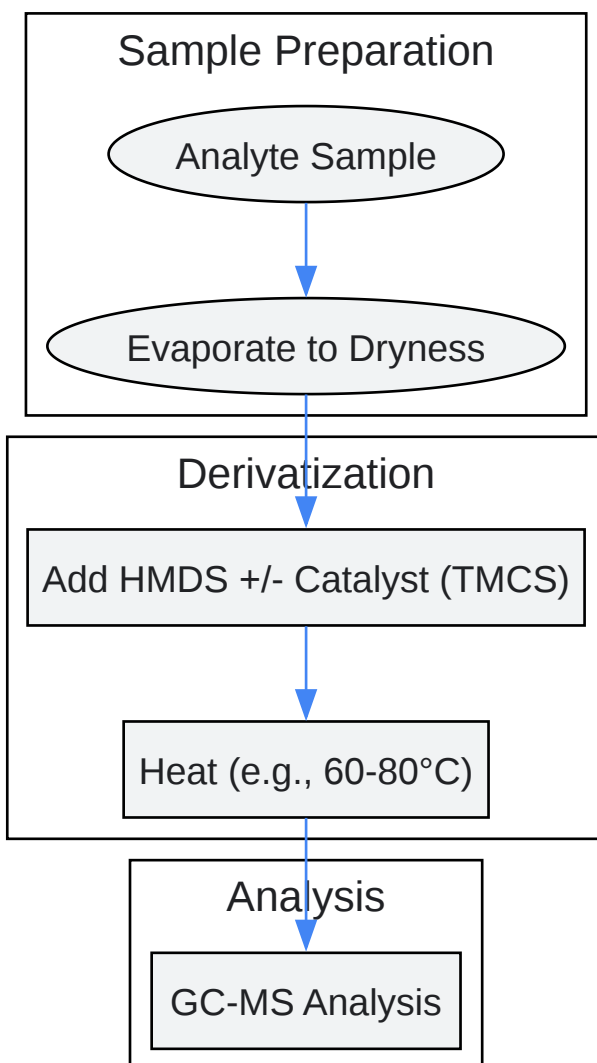 Sample Preparation
Analyte Sample
Evaporate to Dryness
Derivatization
Add HMDS +/- Catalyst (TMCS)
Heat (e.g., 60-80°C)
Analysis
GC-MS Analysis